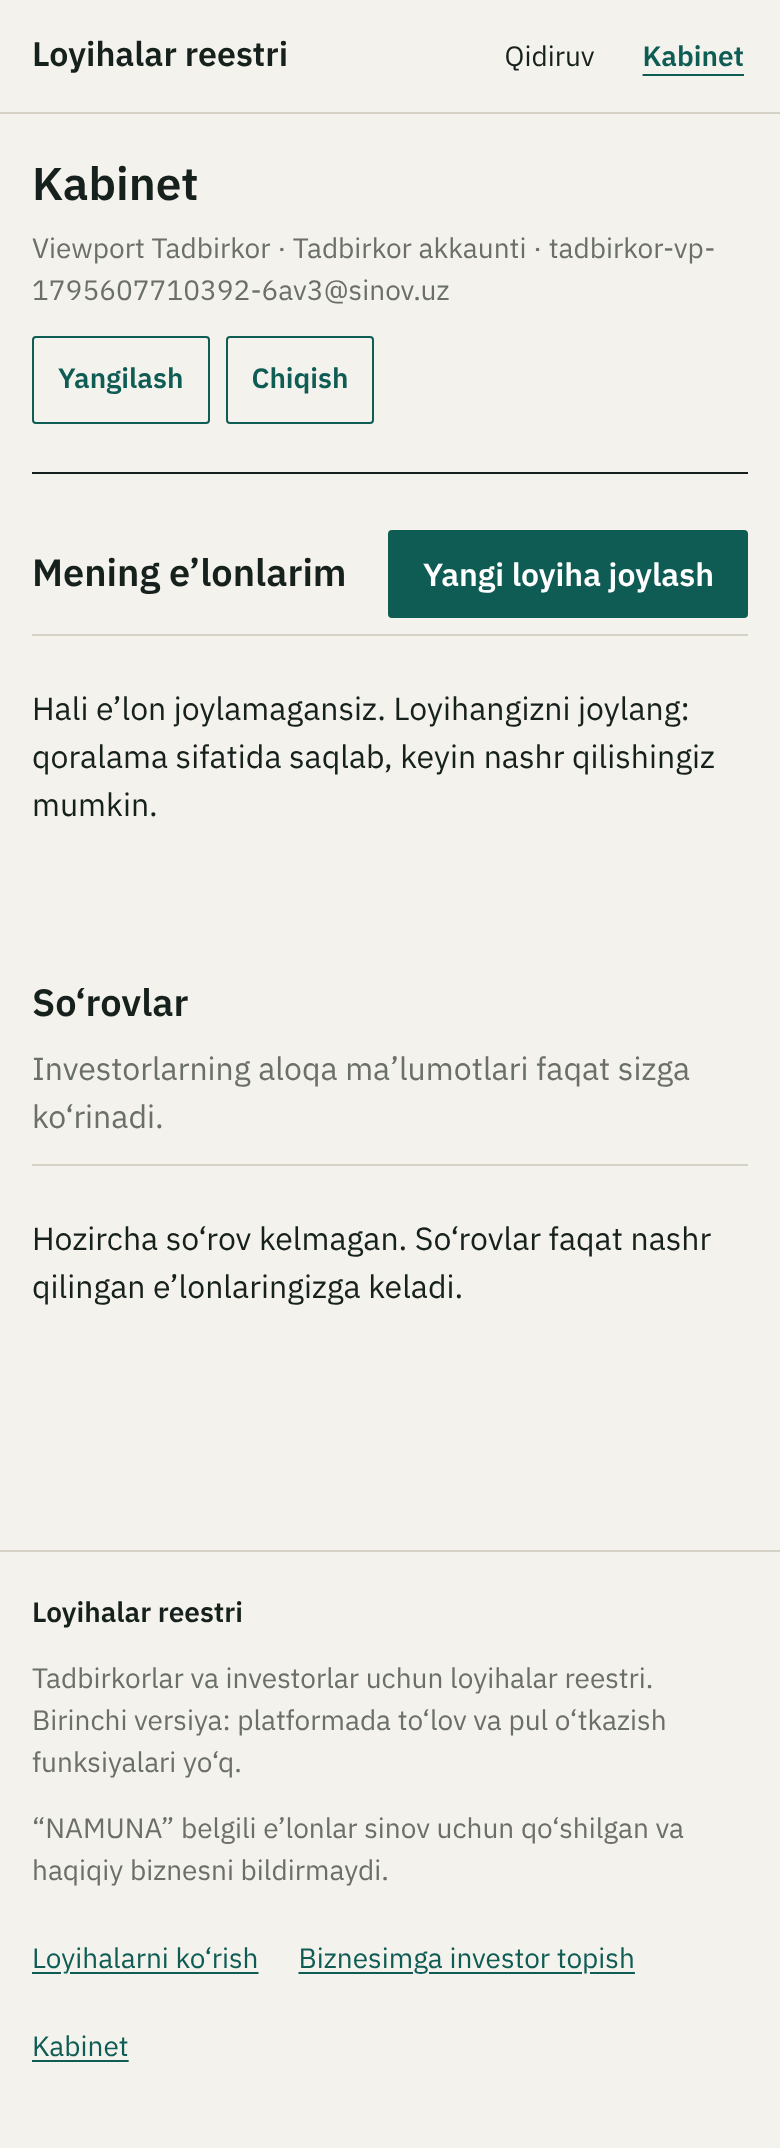 Loyihalar reestri
Qidiruv
Kabinet
Kabinet
Viewport Tadbirkor · Tadbirkor akkaunti · tadbirkor-vp-
1795607710392-6av3@sinov.uz
Yangilash
Chiqish
Mening e’lonlarim
Yangi loyiha joylash
Hali e’lon joylamagansiz. Loyihangizni joylang:
qoralama sifatida saqlab, keyin nashr qilishingiz
mumkin.
So‘rovlar
Investorlarning aloqa ma’lumotlari faqat sizga
ko‘rinadi.
Hozircha so‘rov kelmagan. So‘rovlar faqat nashr
qilingan e’lonlaringizga keladi.
Loyihalar reestri
Tadbirkorlar va investorlar uchun loyihalar reestri.
Birinchi versiya: platformada to‘lov va pul o‘tkazish
funksiyalari yo‘q.
“NAMUNA” belgili e’lonlar sinov uchun qo‘shilgan va
haqiqiy biznesni bildirmaydi.
Loyihalarni ko‘rish
Biznesimga investor topish
Kabinet